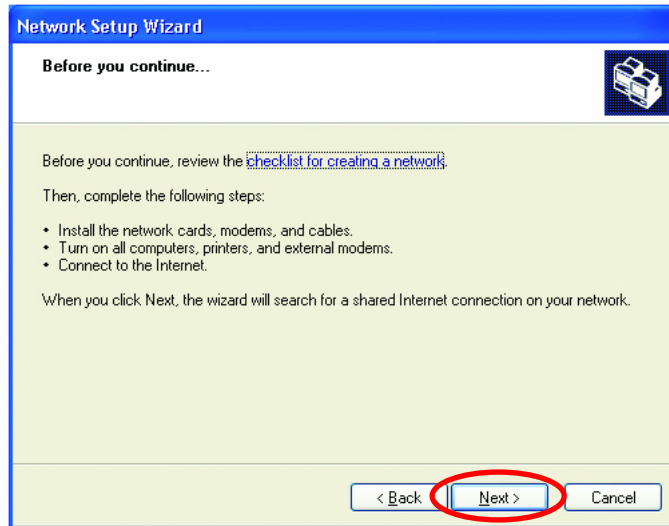 Network Setup Wizard
Before you continue...
Before you continue, review the checklist for creating a network.
Then, complete the following steps:
• Install the network cards, modems, and cables.
• Turn on all computers, printers, and external modems.
• Connect to the Internet.
When you click Next, the wizard will search for a shared Internet connection on your network.
< Back Next > Cancel